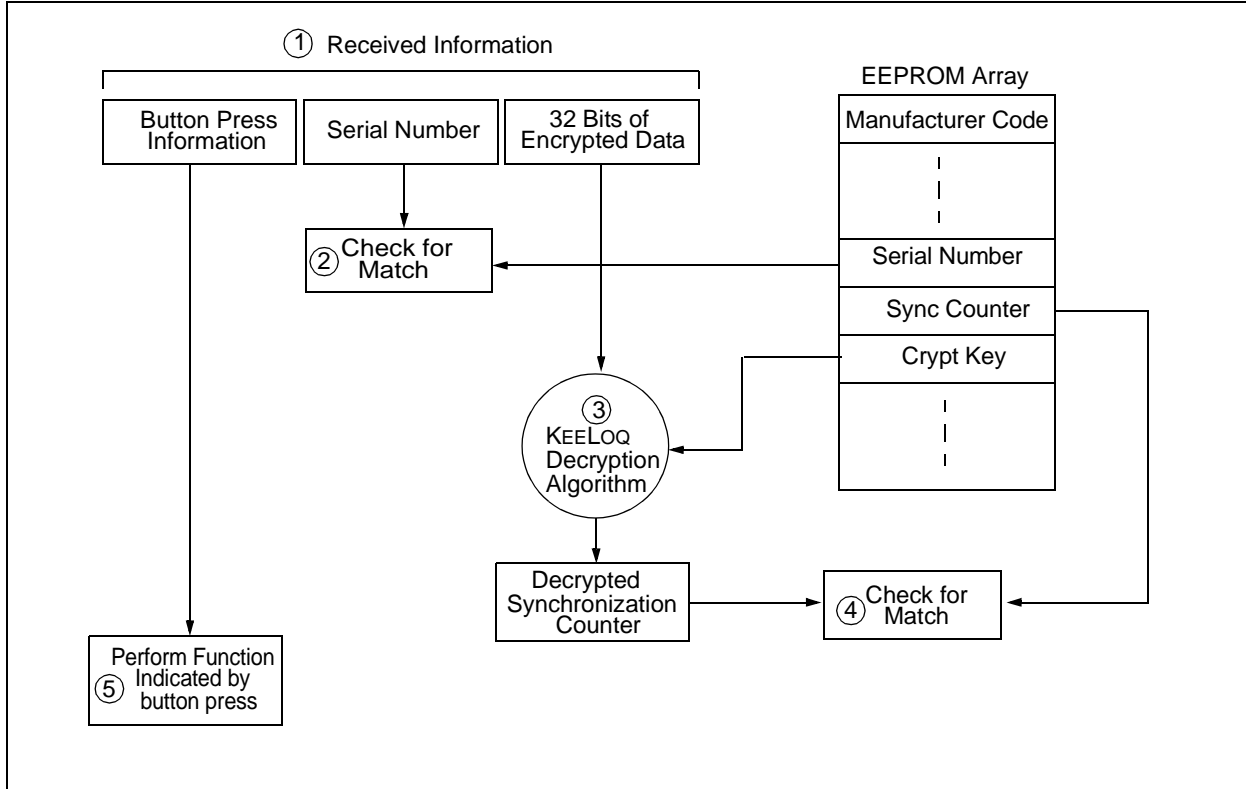 1 Received Information
EEPROM Array
Button Press
Information
Serial Number
32 Bits of
Encrypted Data
Manufacturer Code
Serial Number
Sync Counter
Crypt Key
2 Check for
Match
3
KEELOQ
Decryption
Algorithm
Decrypted
Synchronization
Counter
4 Check for
Match
Perform Function
5 Indicated by
button press